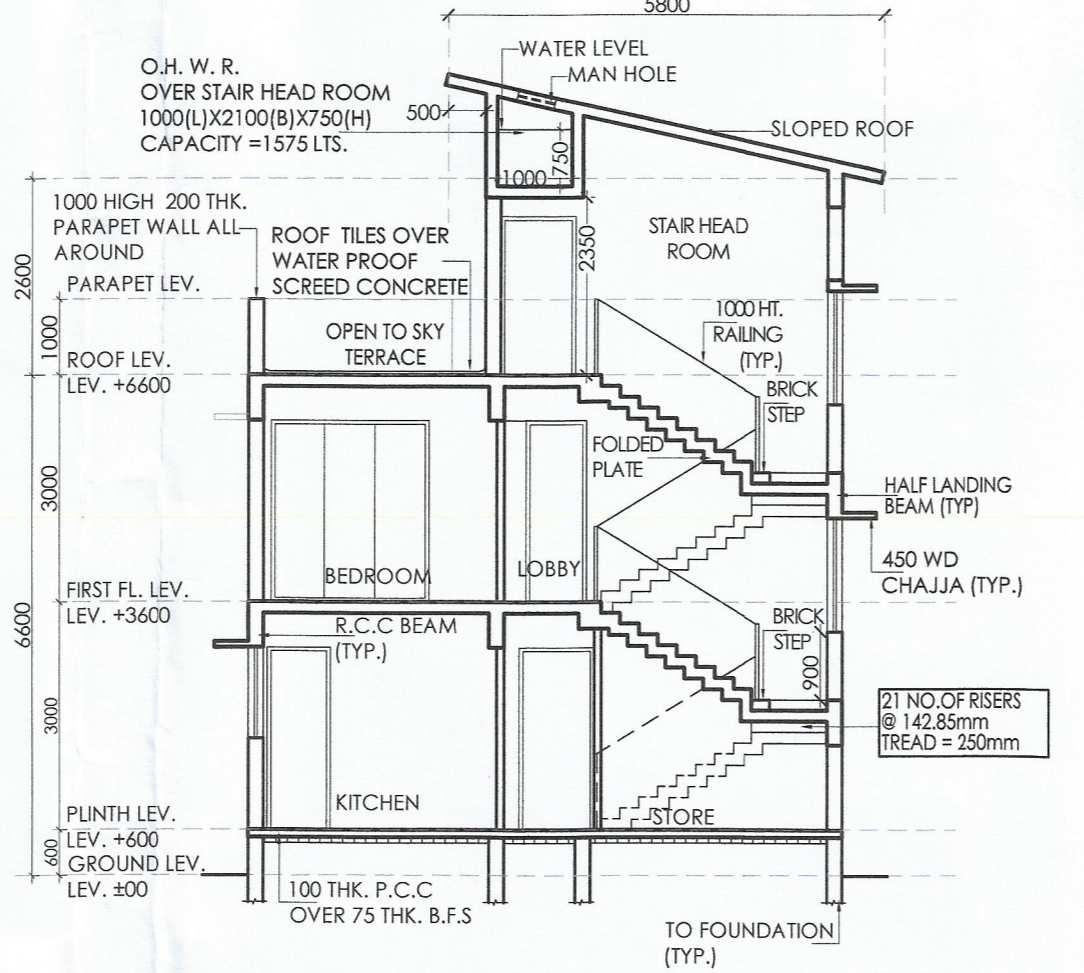 5800
WATER LEVEL
MAN HOLE
O.H. W. R.
OVER STAIR HEAD ROOM
1000(L)X2100(B)X750(H)
CAPACITY =1575 LTS.
500
SLOPED ROOF
750
1000
1000 HIGH 200 THK.
PARAPET WALL ALL
AROUND
ROOF TILES OVER
WATER PROOF
SCREED CONCRETE
STAIR HEAD
ROOM
2350
2600
PARAPET LEV.
1000 HT.
RAILING
(TYP.)
1000
OPEN TO SKY
TERRACE
ROOF LEV.
LEV. +6600
BRICK
STEP
FOLDED
PLATE
3000
HALF LANDING
BEAM (TYP)
450 WD
CHAJJA (TYP.)
BEDROOM
LOBBY
FIRST FL. LEV.
LEV. +3600
6600
R.C.C BEAM
(TYP.)
BRICK
STEP
900
21 NO.OF RISERS
@ 142.85mm
TREAD = 250mm
3000
KITCHEN
STORE
PLINTH LEV.
LEV. +600
600
GROUND LEV.
LEV. ±00
100 THK. P.C.C
OVER 75 THK. B.F.S
TO FOUNDATION
(TYP.)